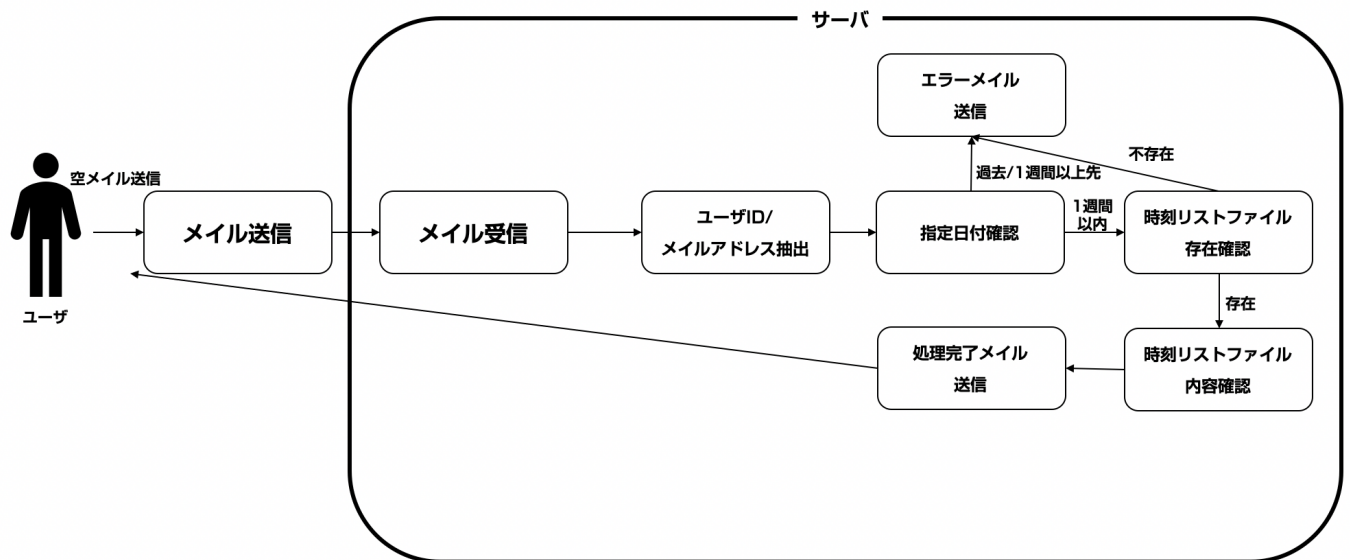 サーバ
エラーメイル
送信
不存在
空メイル送信
過去/1週間以上先
メイル送信
メイル受信
ユーザID/
メイルアドレス抽出
指定日付確認
1週間
以内
時刻リストファイル
存在確認
ユーザ
存在
処理完了メイル
送信
時刻リストファイル
内容確認